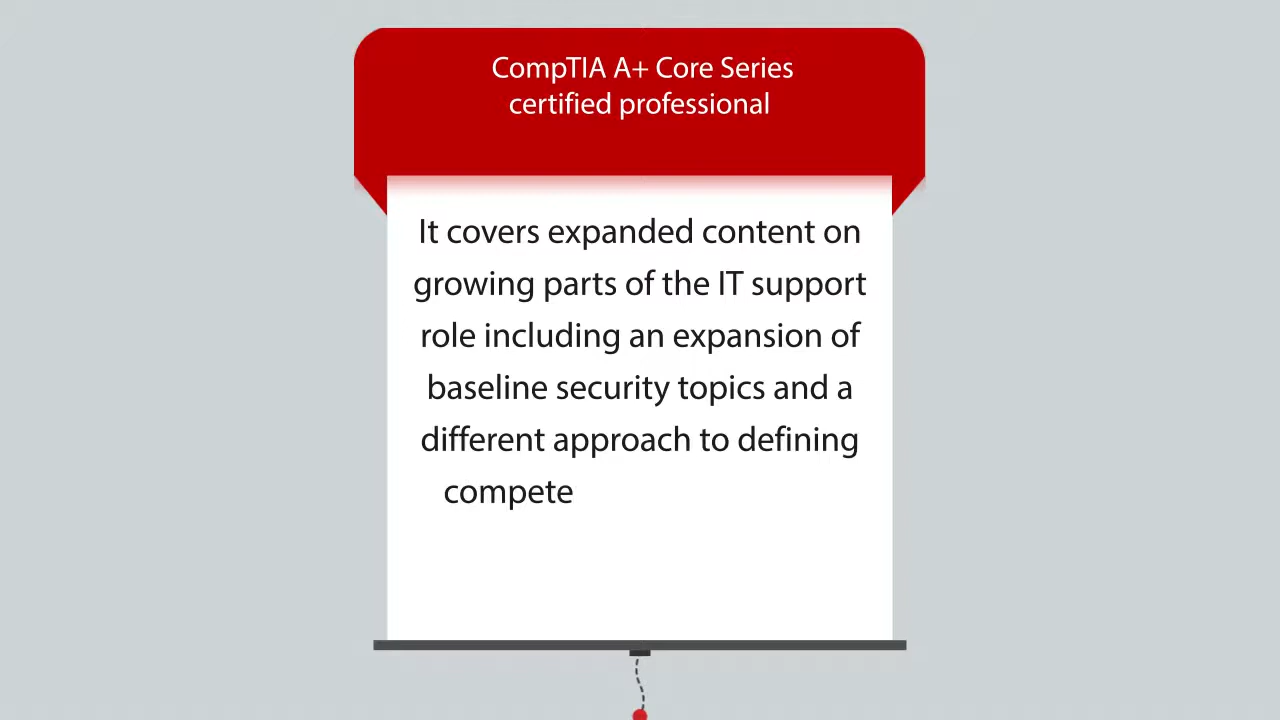 CompTIA A+ Core Series
certified professional
It covers expanded content on
growing parts of the IT support
role including an expansion of
baseline security topics and a
different approach to defining
compete